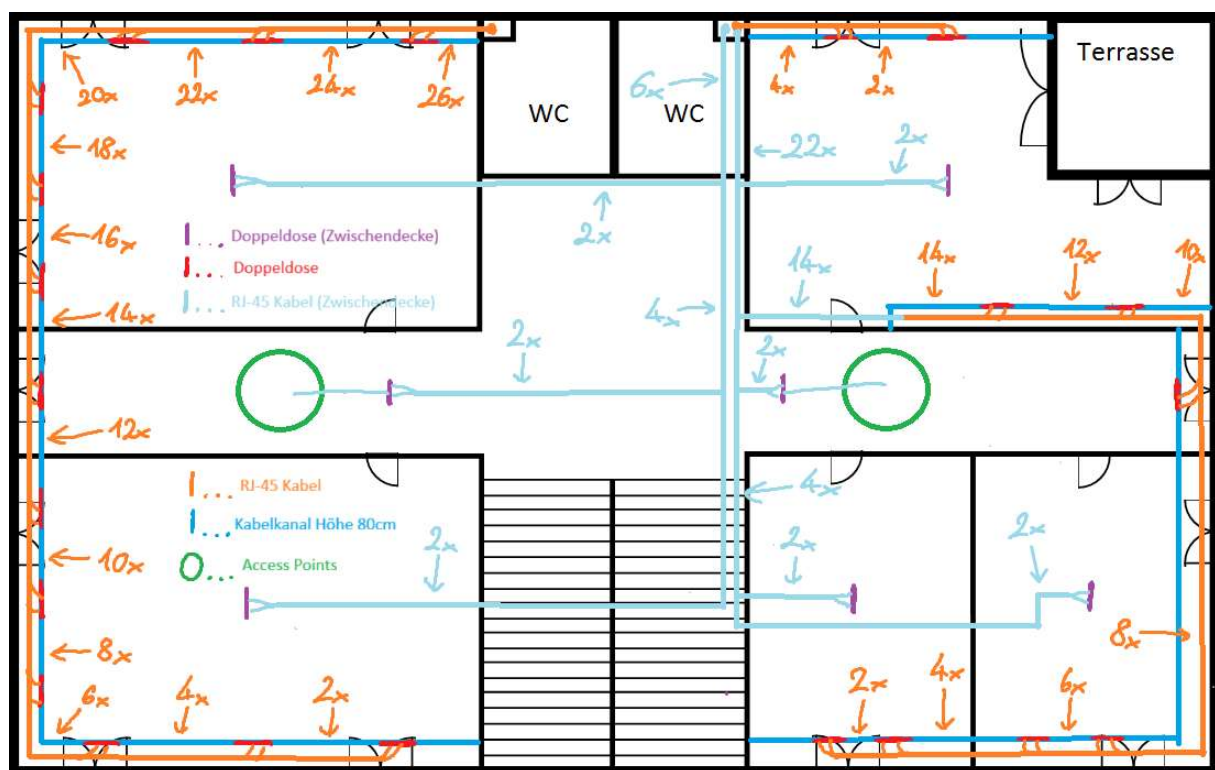 20x
22x
24x
26x
6x
4x
2x
Terrasse
WC
WC
18x
22x
2x
16x
2x
Doppeldose (Zwischendecke)
Doppeldose
RJ-45 Kabel (Zwischendecke)
14x
14x
14x
12x
10x
4x
2x
2x
12x
RJ-45 Kabel
Kabelkanal Höhe 80cm
Access Points
4x
10x
2x
2x
2x
8x
8x
6x
4x
2x
2x
4x
6x